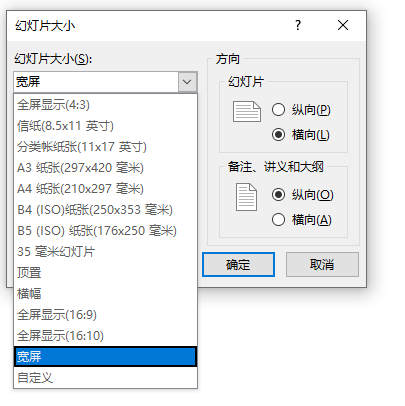 幻灯片大小
?
幻灯片大小(S):
宽屏
全屏显示(4:3)
信纸(8.5x11 英寸)
分类帐纸张(11x17 英寸)
A3 纸张(297x420 毫米)
A4 纸张(210x297 毫米)
B4 (ISO)纸张(250x353 毫米)
B5 (ISO) 纸张(176x250 毫米)
35 毫米幻灯片
顶置
横幅
全屏显示(16:9)
全屏显示(16:10)
宽屏
自定义
方向
幻灯片
纵向(P)
横向(L)
备注、讲义和大纲
纵向(O)
横向(A)
确定
取消